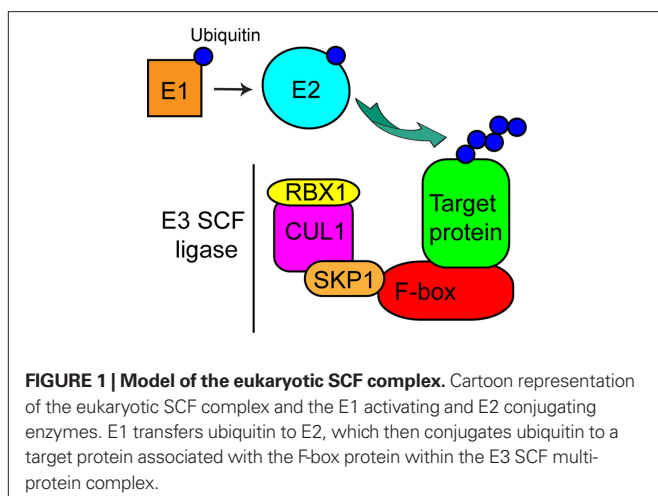 Ubiquitin
E1
E2
RBX1
E3 SCF
ligase
CUL1
Target
protein
SKP1
F-box
FIGURE 1 | Model of the eukaryotic SCF complex. Cartoon representation
of the eukaryotic SCF complex and the E1 activating and E2 conjugating
enzymes. E1 transfers ubiquitin to E2, which then conjugates ubiquitin to a
target protein associated with the F-box protein within the E3 SCF multi-
protein complex.